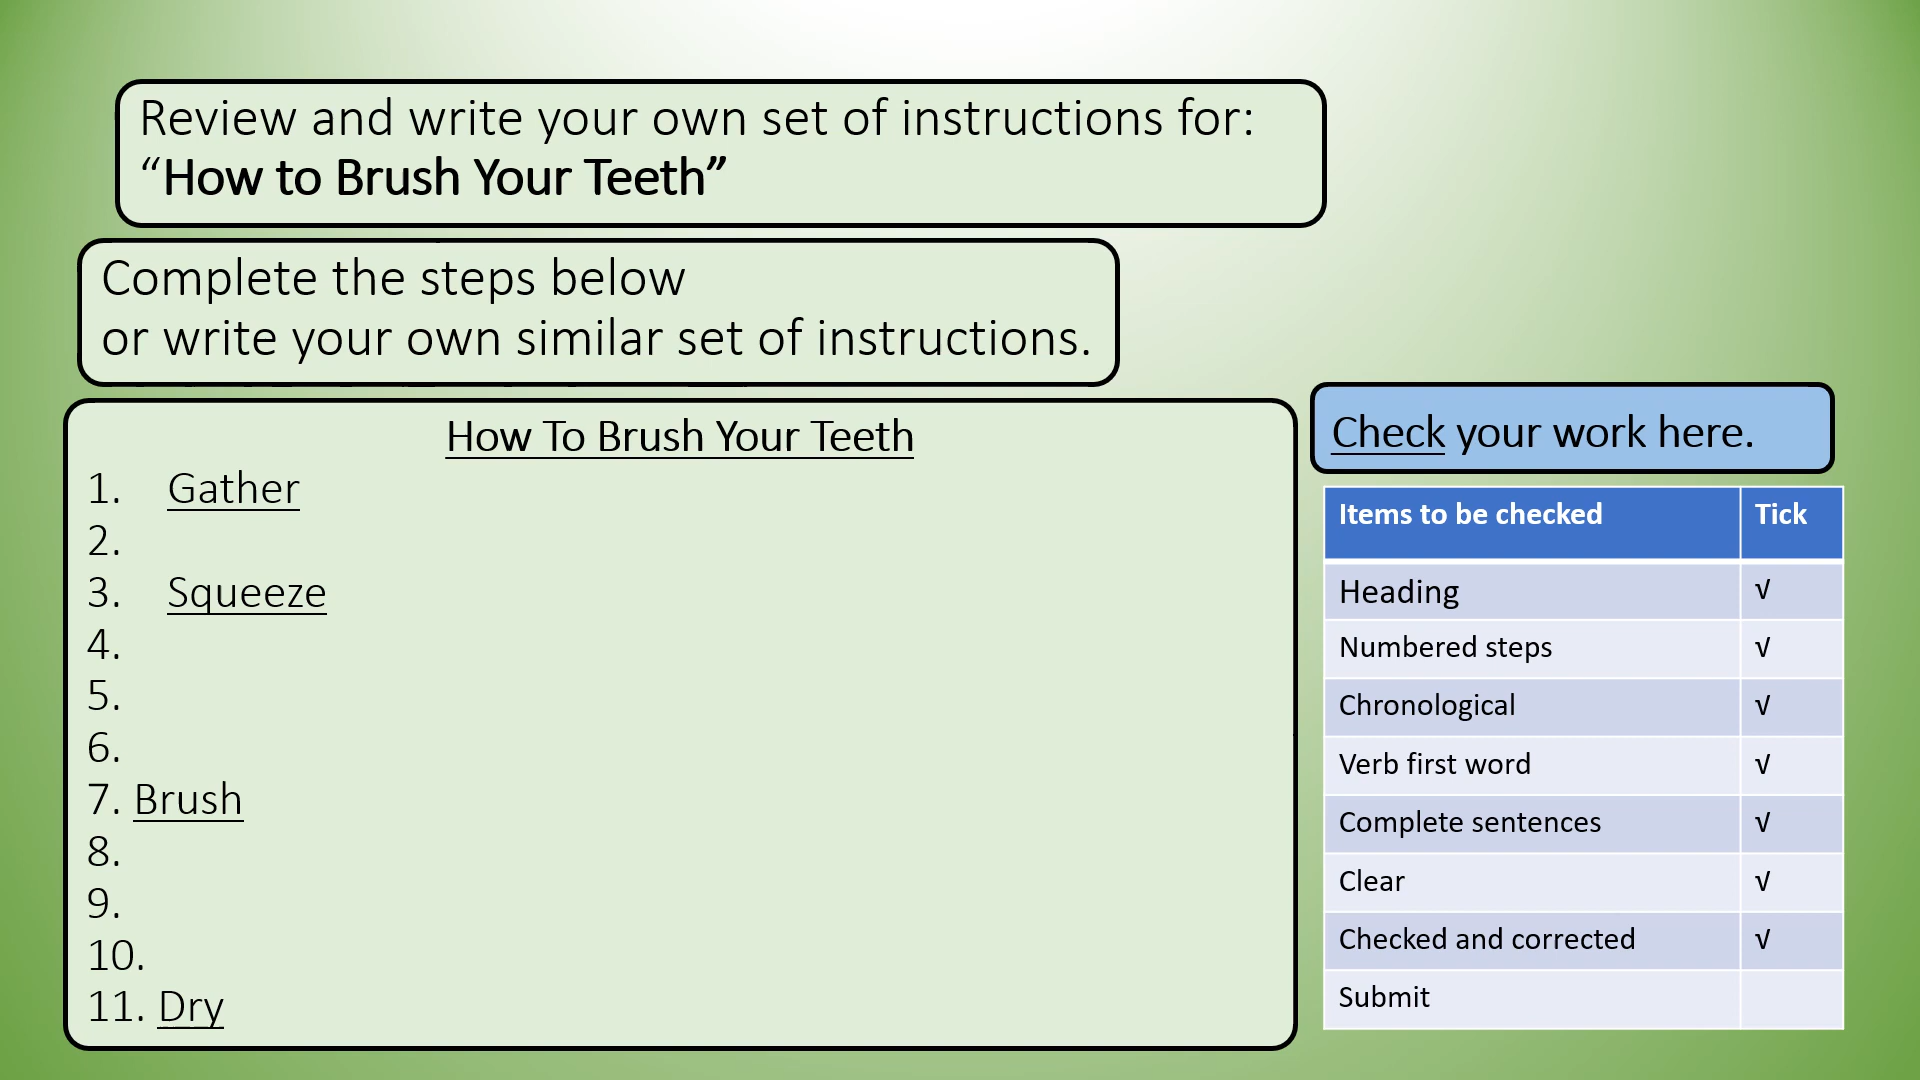 Review and write your own set of instructions for:
“How to Brush Your Teeth”
Complete the steps below
or write your own similar set of instructions.
How To Brush Your Teeth
1. Gather
2.
3. Squeeze
4.
5.
6.
7. Brush
8.
9.
10.
11. Dry
Check your work here.
Items to be checked Tick
Heading √
Numbered steps √
Chronological √
Verb first word √
Complete sentences √
Clear √
Checked and corrected √
Submit